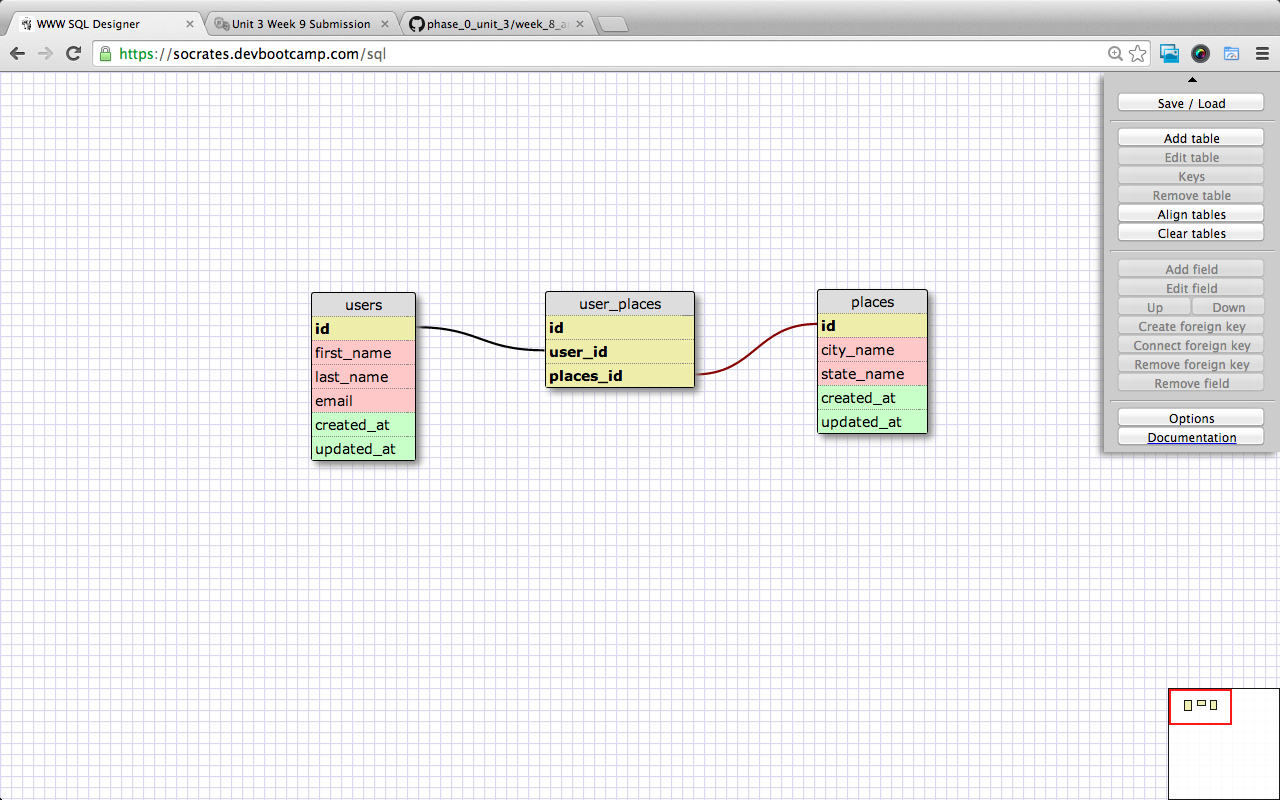 WWW SQL Designer
Unit 3 Week 9 Submission
phase_0_unit_3/week_8_a
https://socrates.devbootcamp.com/sql
Save / Load
Add table
Edit table
Keys
Remove table
Align tables
Clear tables
Add field
Edit field
Up Down
Create foreign key
Connect foreign key
Remove foreign key
Remove field
Options
Documentation
users
id
first_name
last_name
email
created_at
updated_at
user_places
id
user_id
places_id
places
id
city_name
state_name
created_at
updated_at